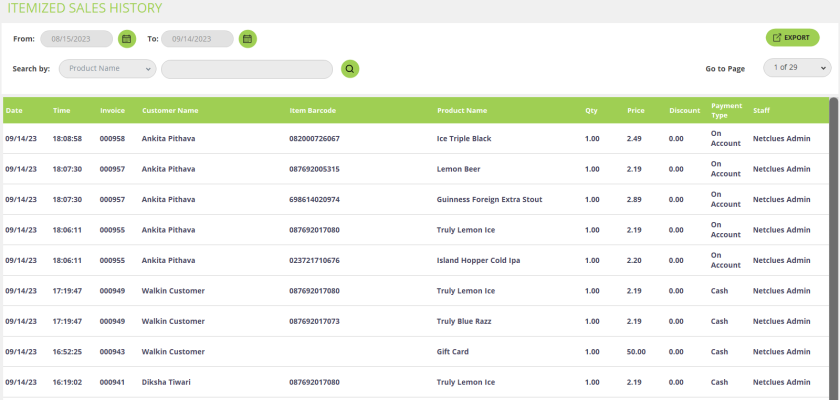 ITEMIZED SALES HISTORY
From: 08/15/2023 To: 09/14/2023 EXPORT
Search by: Product Name Go to Page 1 of 29
Date Time Invoice Customer Name Item Barcode Product Name Qty Price Discount Payment Type Staff
09/14/23 18:08:58 000958 Ankita Pithava 082000726067 Ice Triple Black 1.00 2.49 0.00 On Account Netclues Admin
09/14/23 18:07:30 000957 Ankita Pithava 087692005315 Lemon Beer 1.00 2.19 0.00 On Account Netclues Admin
09/14/23 18:07:30 000957 Ankita Pithava 698614020974 Guinness Foreign Extra Stout 1.00 2.89 0.00 On Account Netclues Admin
09/14/23 18:06:11 000955 Ankita Pithava 087692017080 Truly Lemon Ice 1.00 2.19 0.00 On Account Netclues Admin
09/14/23 18:06:11 000955 Ankita Pithava 023721710676 Island Hopper Cold Ipa 1.00 2.20 0.00 On Account Netclues Admin
09/14/23 17:19:47 000949 Walkin Customer 087692017080 Truly Lemon Ice 1.00 2.19 0.00 Cash Netclues Admin
09/14/23 17:19:47 000949 Walkin Customer 087692017073 Truly Blue Razz 1.00 2.19 0.00 Cash Netclues Admin
09/14/23 16:52:25 000943 Walkin Customer Gift Card 1.00 50.00 0.00 Cash Netclues Admin
09/14/23 16:19:02 000941 Diksha Tiwari 087692017080 Truly Lemon Ice 1.00 2.19 0.00 Cash Netclues Admin